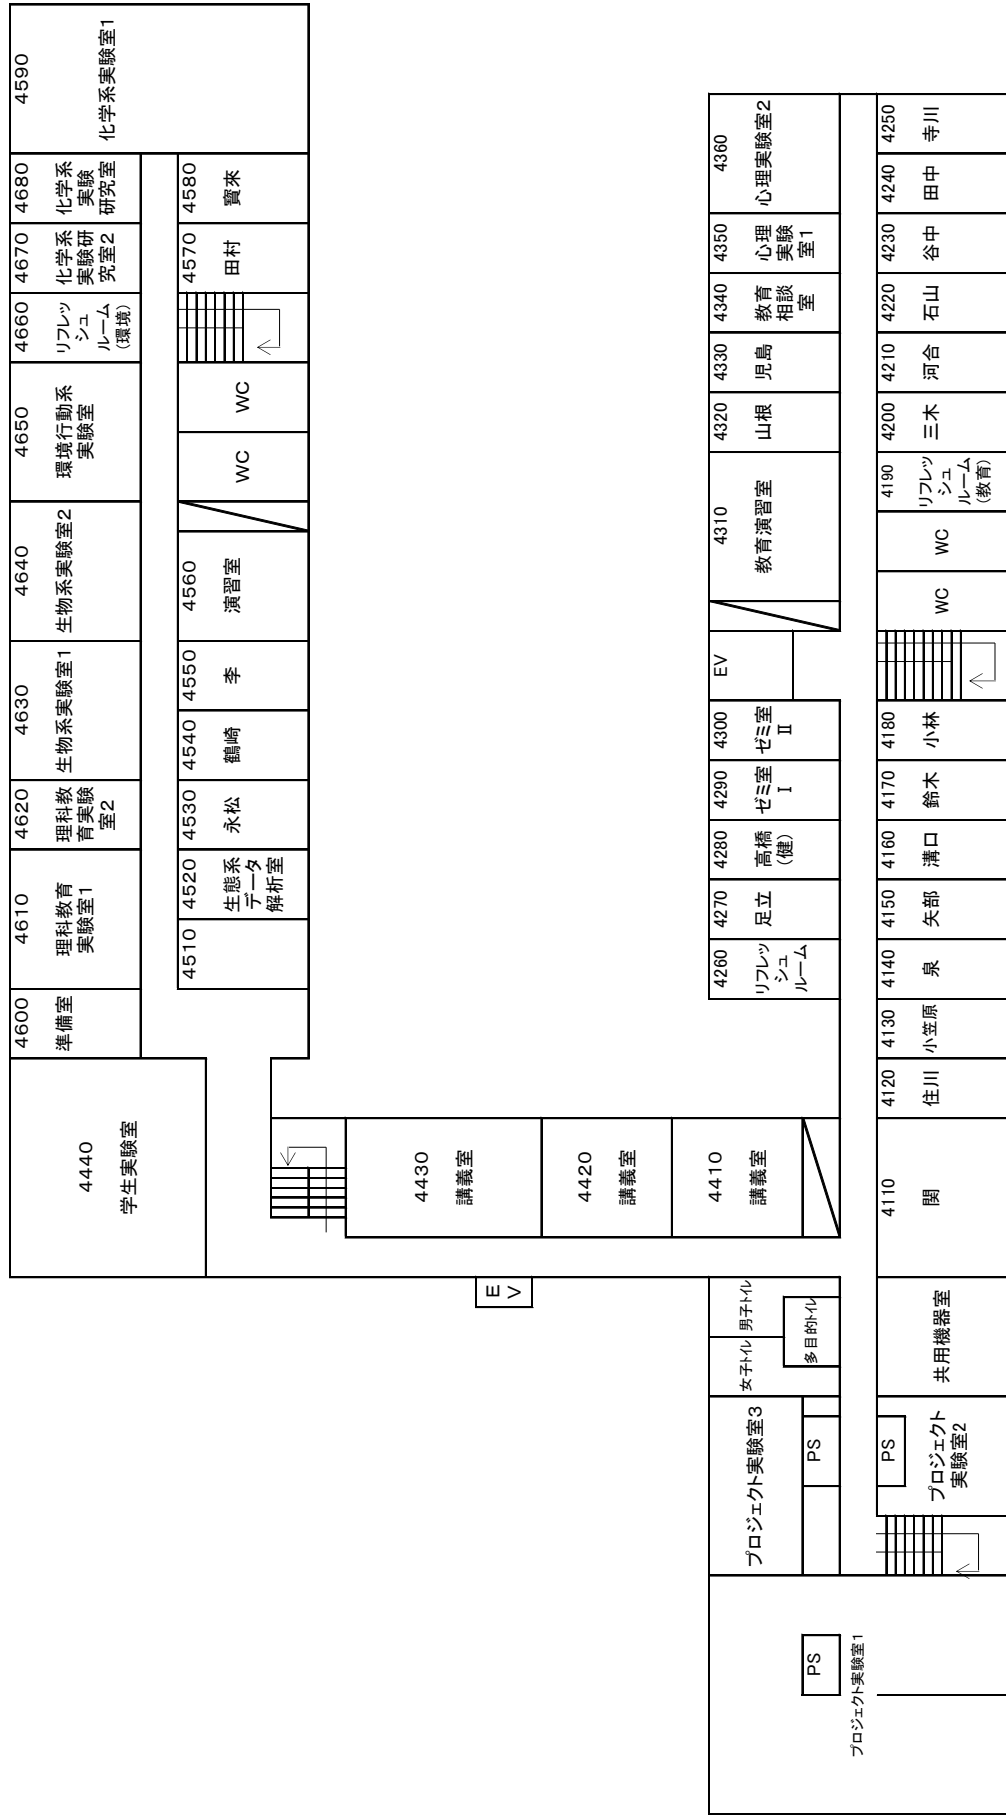 4590
化学系実験室1
4680
化学系
実験
研究室
4670
化学系
実験研
究室2
4660
リフレッ
シュ
ルーム
(環境)
4650
環境行動系
実験室
4640
生物系実験室2
4630
生物系実験室1
4620
理科教
育実験
室2
4610
理科教育
実験室1
4600
準備室
4580
寳來
4570
田村
WC
WC
4560
演習室
4550
李
4540
鶴崎
4530
永松
4520
生態系
データ
解析室
4510
4440
学生実験室
4430
講義室
4420
講義室
4410
講義室
E
V
4360
心理実験室2
4350
心理
実験
室1
4340
教育
相談
室
4330
児島
4320
山根
4310
教育演習室
EV
4300
ゼミ室
Ⅱ
4290
ゼミ室
Ⅰ
4280
高橋
(健)
4270
足立
4260
リフレッ
シュ
ルーム
4250
寺川
4240
田中
4230
谷中
4220
石山
4210
河合
4200
三木
4190
リフレッ
シュ
ルーム
(教育)
WC
WC
4180
小林
4170
鈴木
4160
溝口
4150
矢部
4140
泉
4130
小笠原
4120
住川
4110
関
男子トイレ
女子トイレ
多目的トイレ
共用機器室
プロジェクト実験室3
PS
PS
プロジェクト
実験室2
PS
プロジェクト実験室1